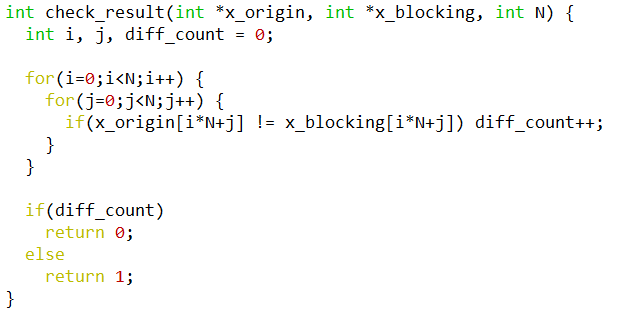 int check_result(int *x_origin, int *x_blocking, int N) {
  int i, j, diff_count = 0;

  for(i=0;i<N;i++) {
    for(j=0;j<N;j++) {
      if(x_origin[i*N+j] != x_blocking[i*N+j]) diff_count++;
    }
  }

  if(diff_count)
    return 0;
  else
    return 1;
}